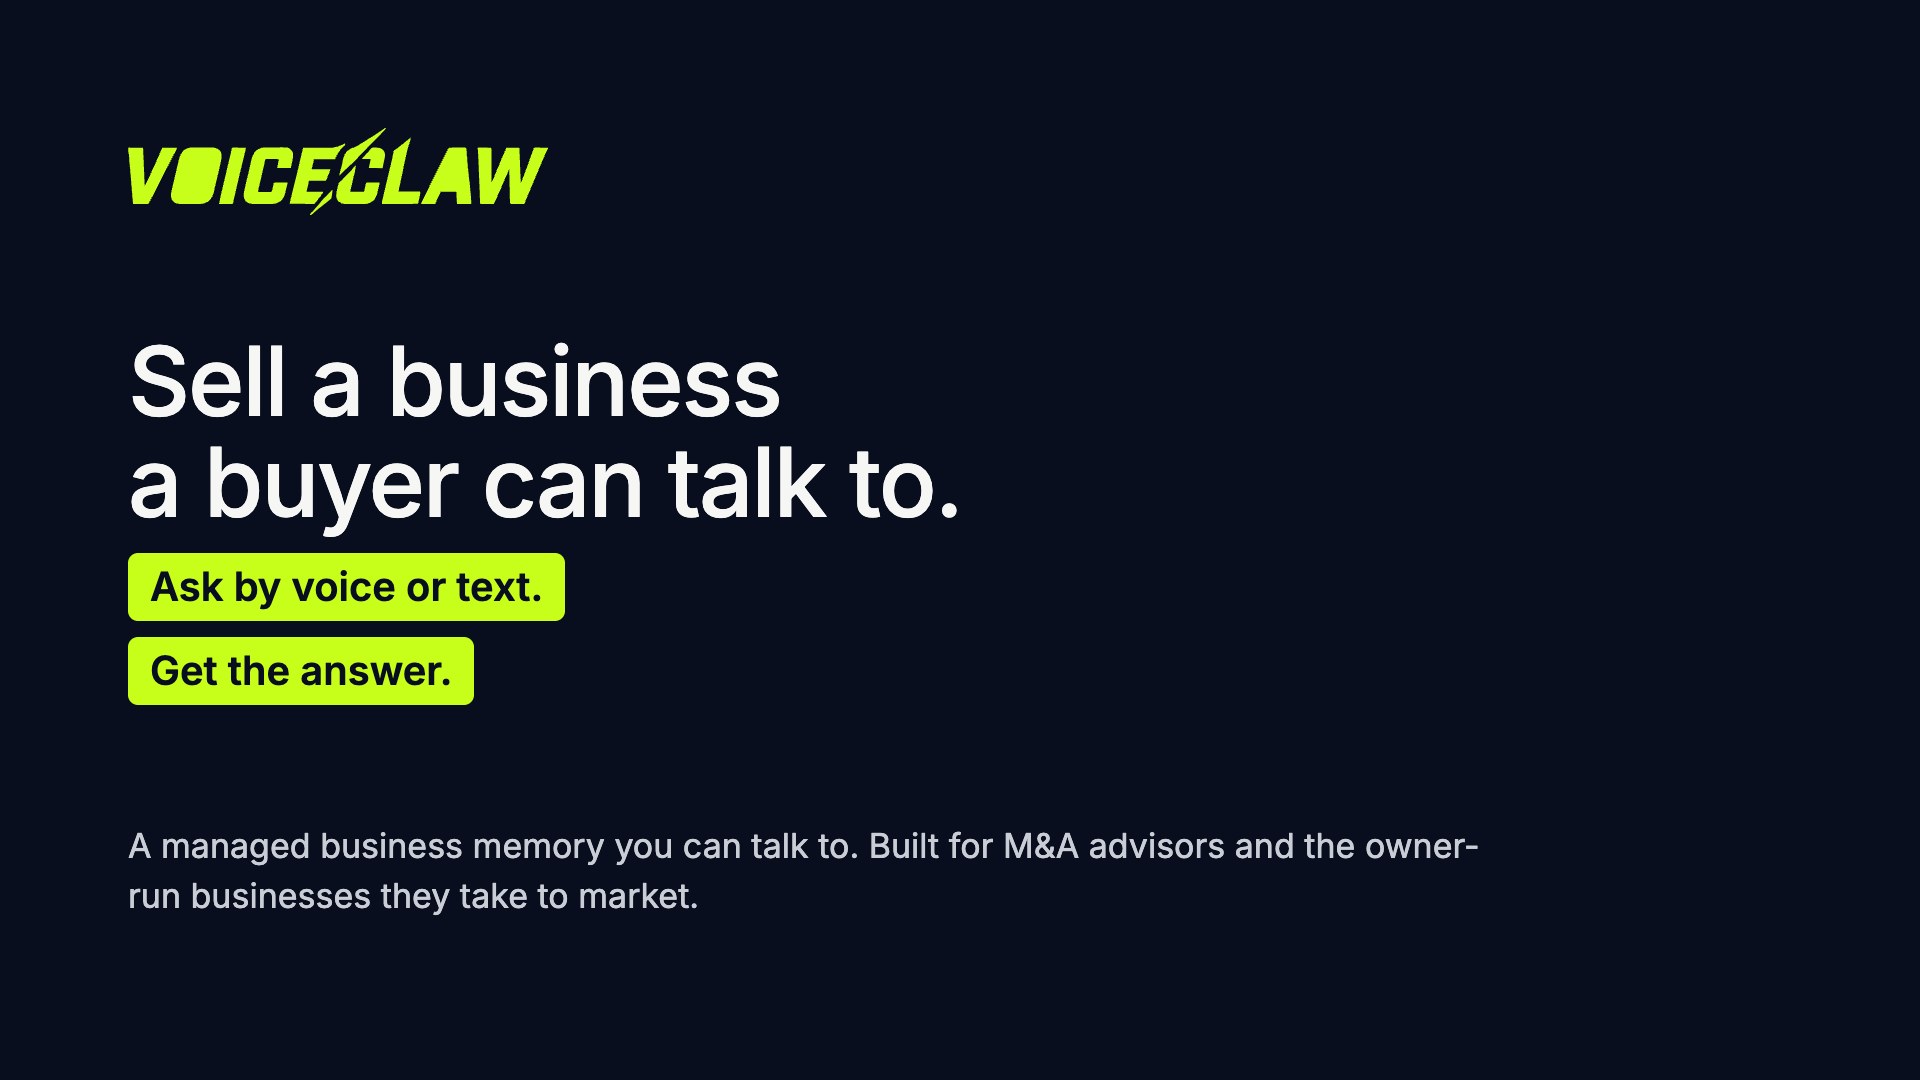 VOICECLAW
Sell a business
a buyer can talk to.
Ask by voice or text.
Get the answer.
A managed business memory you can talk to. Built for M&A advisors and the owner-
run businesses they take to market.